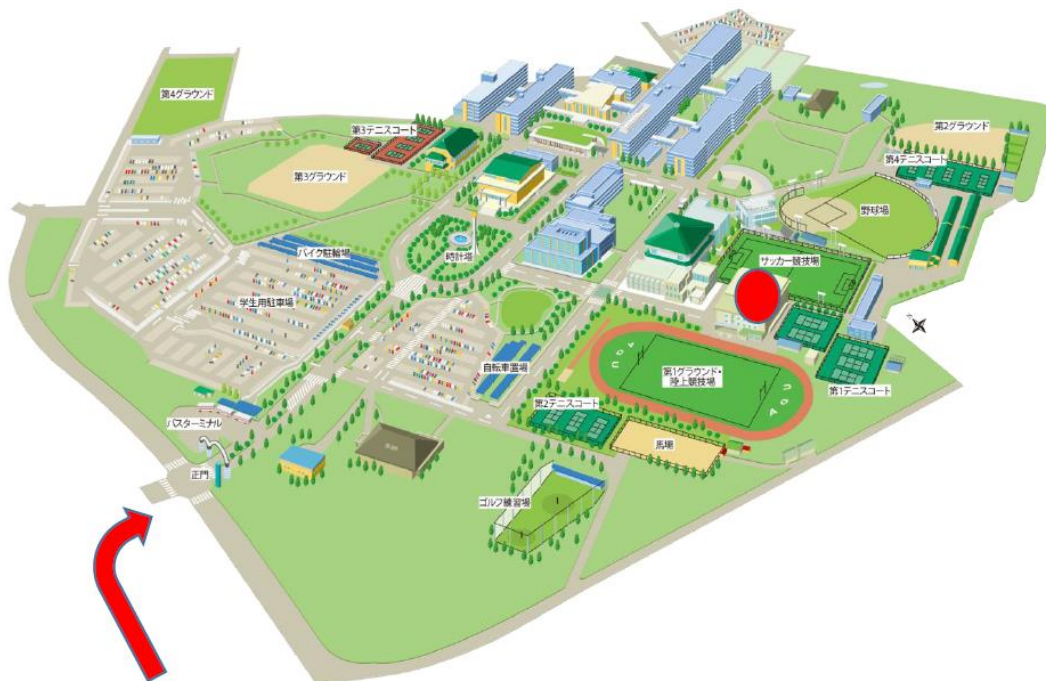 第4グラウンド
第3テニスコート
第2グラウンド
第4テニスコート
第3グラウンド
野球場
時計塔
バイク駐輪場
サッカー競技場
学生用駐車場
自転車置場
第1グラウンド・
陸上競技場
第1テニスコート
第2テニスコート
バスターミナル
馬場
正門
ゴルフ練習場